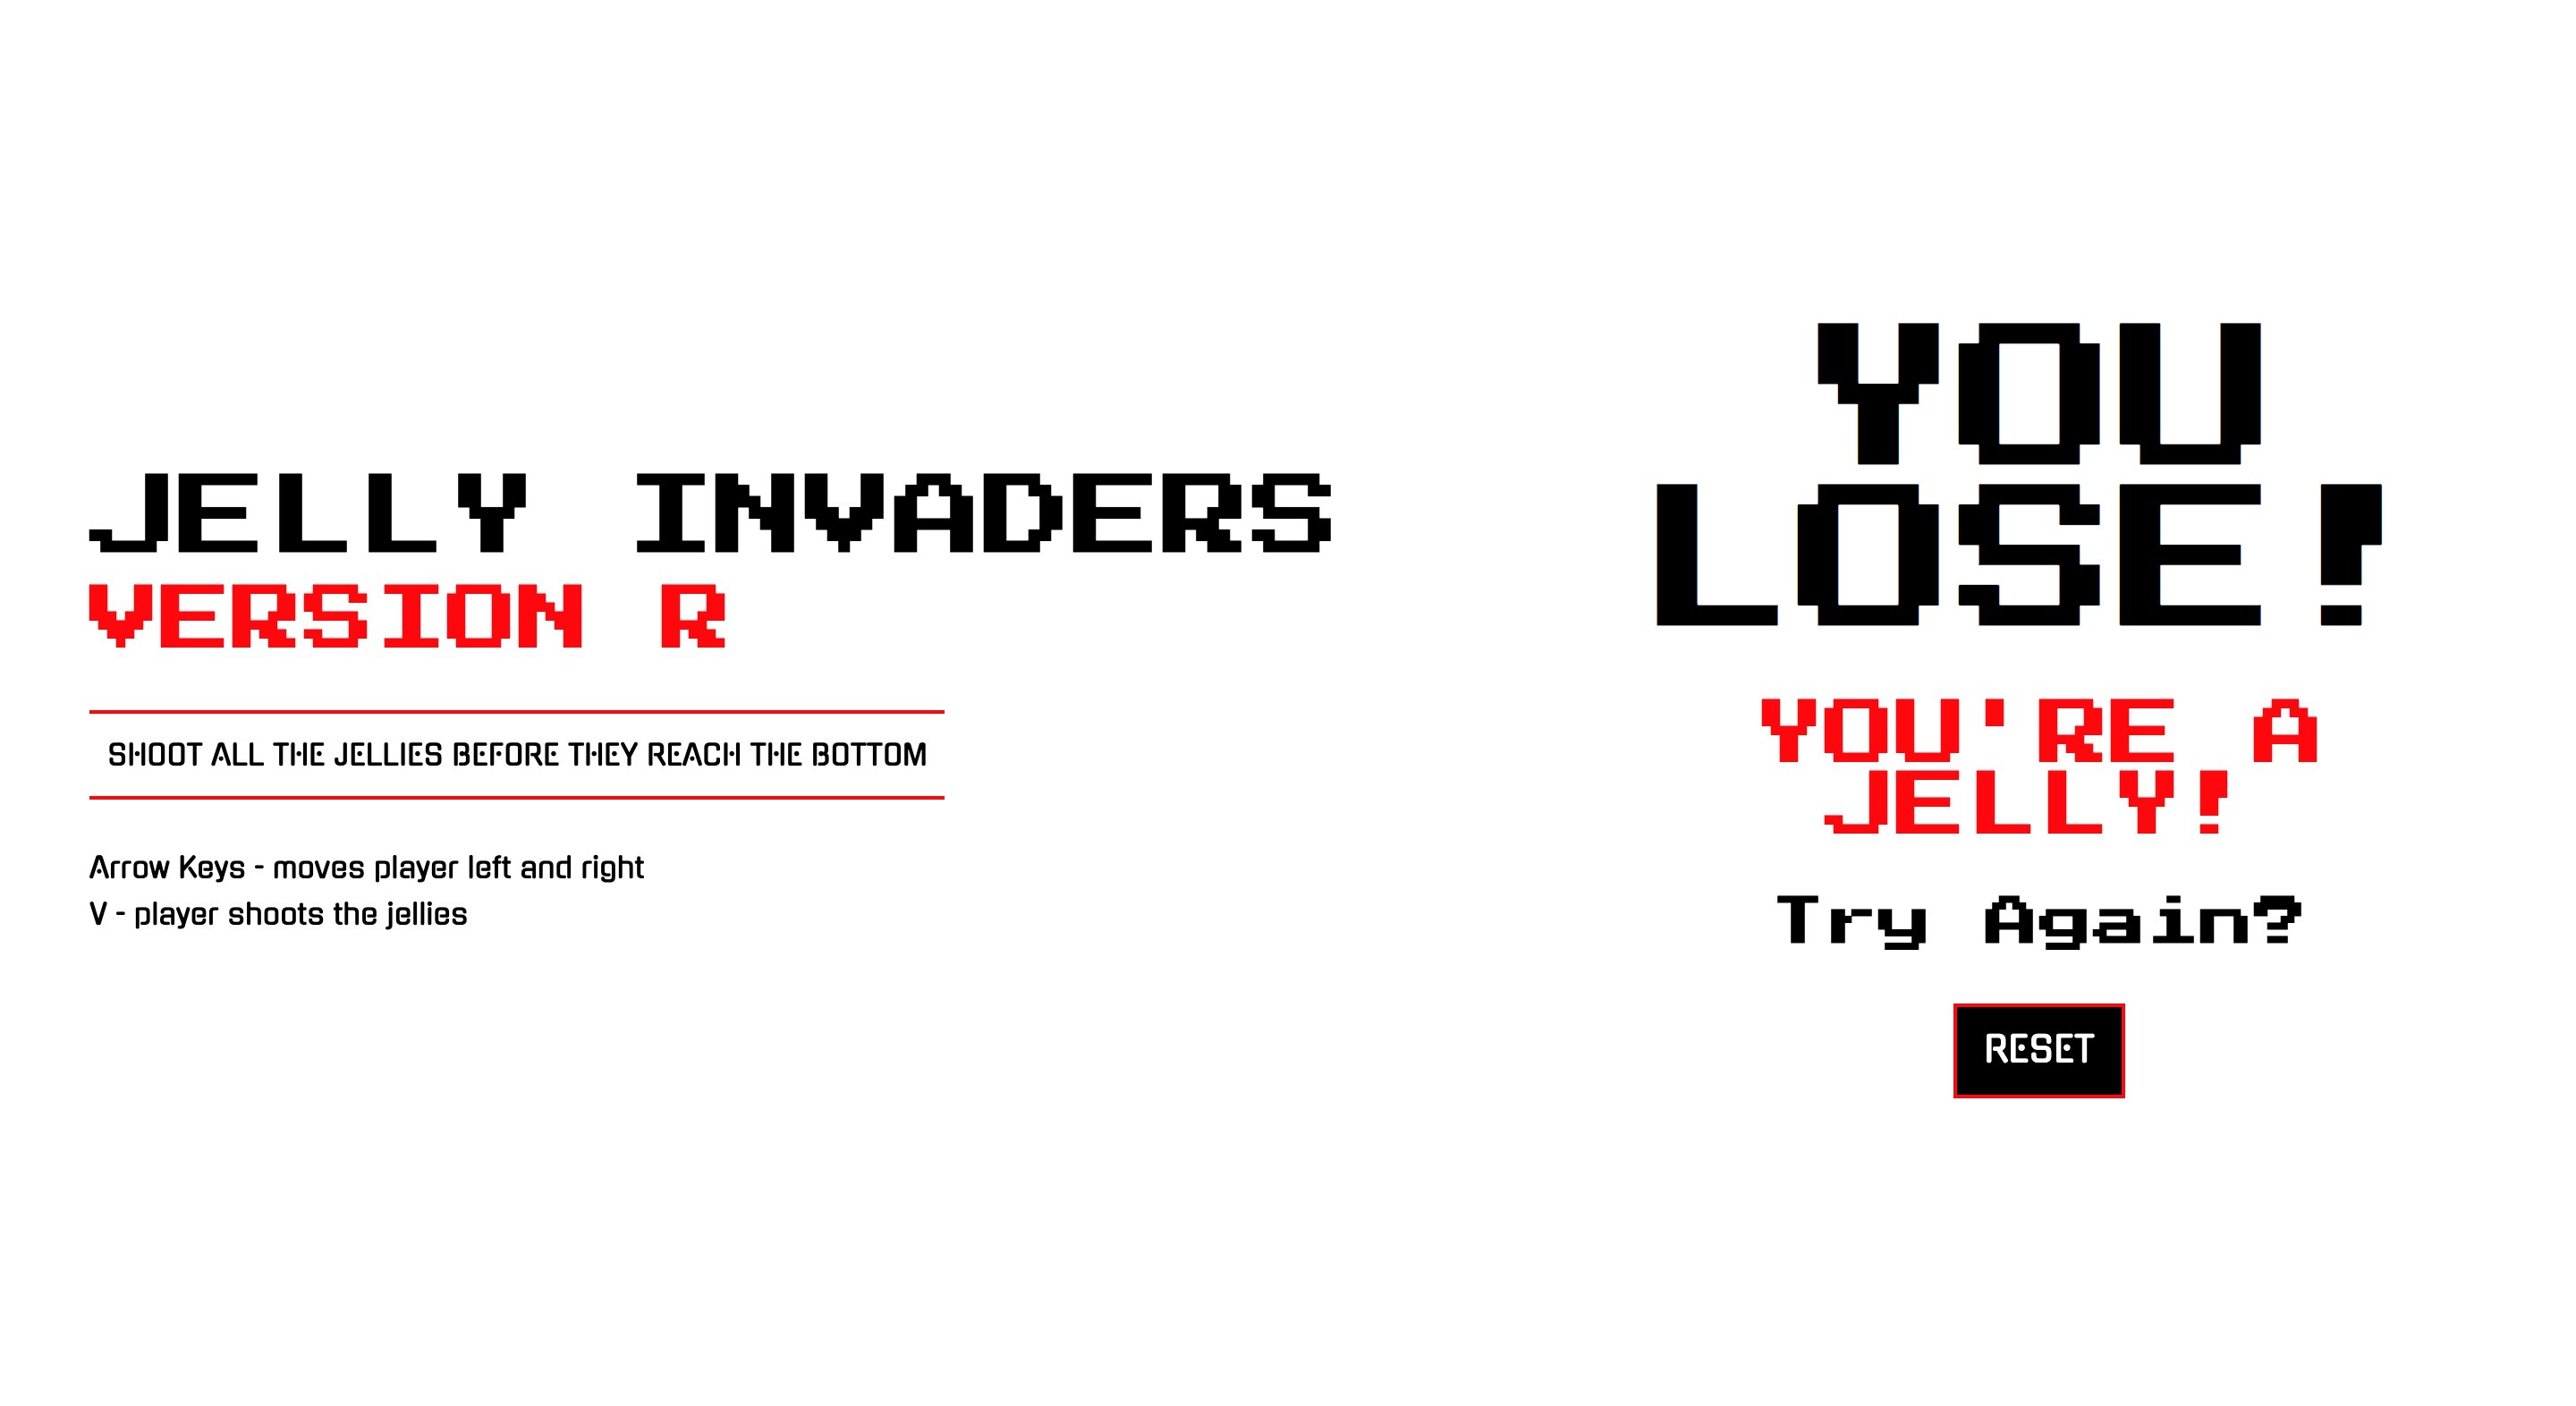 JELLY INVADERS
VERSION R
SHOOT ALL THE JELLIES BEFORE THEY REACH THE BOTTOM
Arrow Keys - moves player left and right
V - player shoots the jellies
YOU
LOSE!
YOU'RE A
JELLY!
Try Again?
RESET